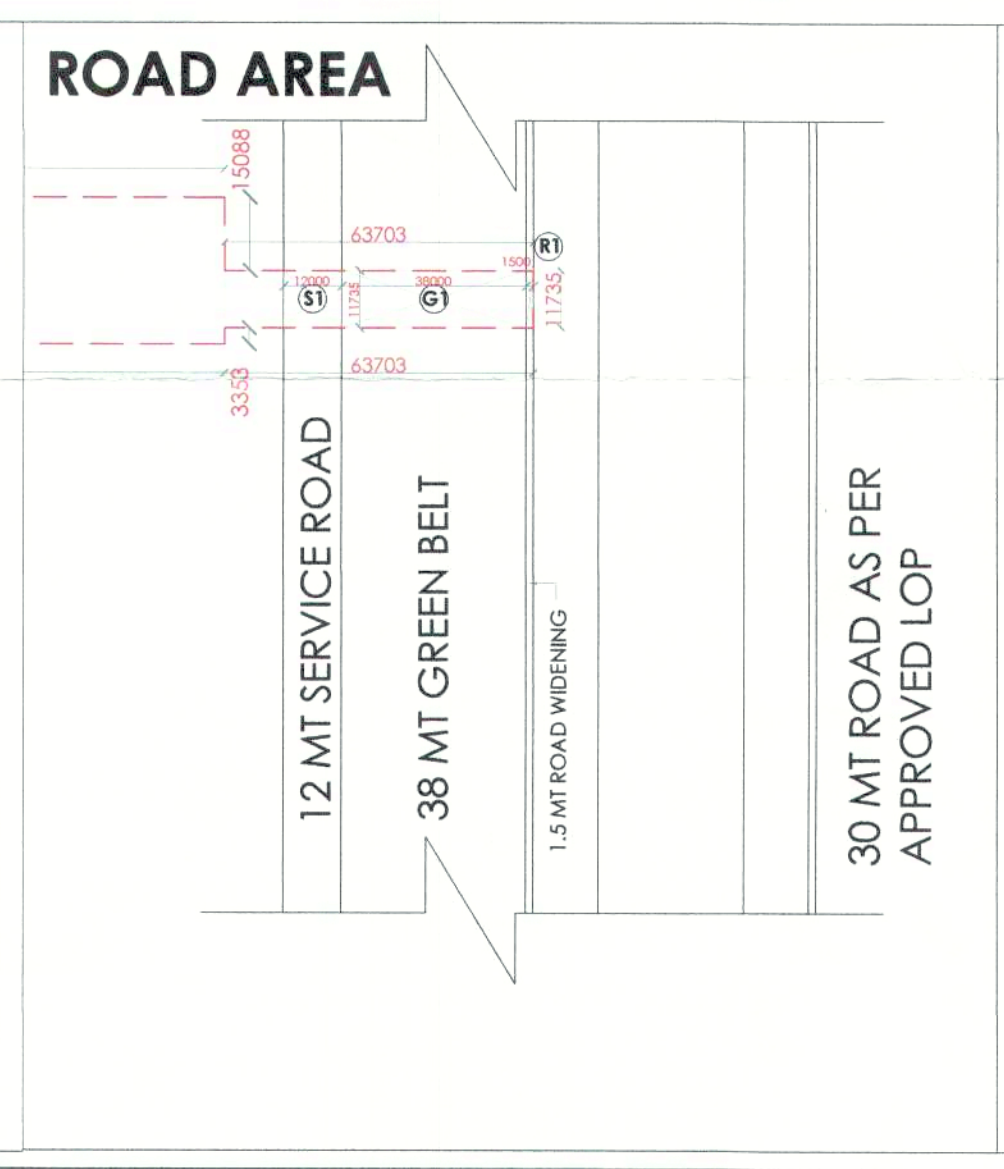 ROAD AREA
15088
63703
R1
1500
12000
38000
S1
11735
G1
11735
63703
3353
12 MT SERVICE ROAD
38 MT GREEN BELT
1.5 MT ROAD WIDENING
30 MT ROAD AS PER
APPROVED LOP